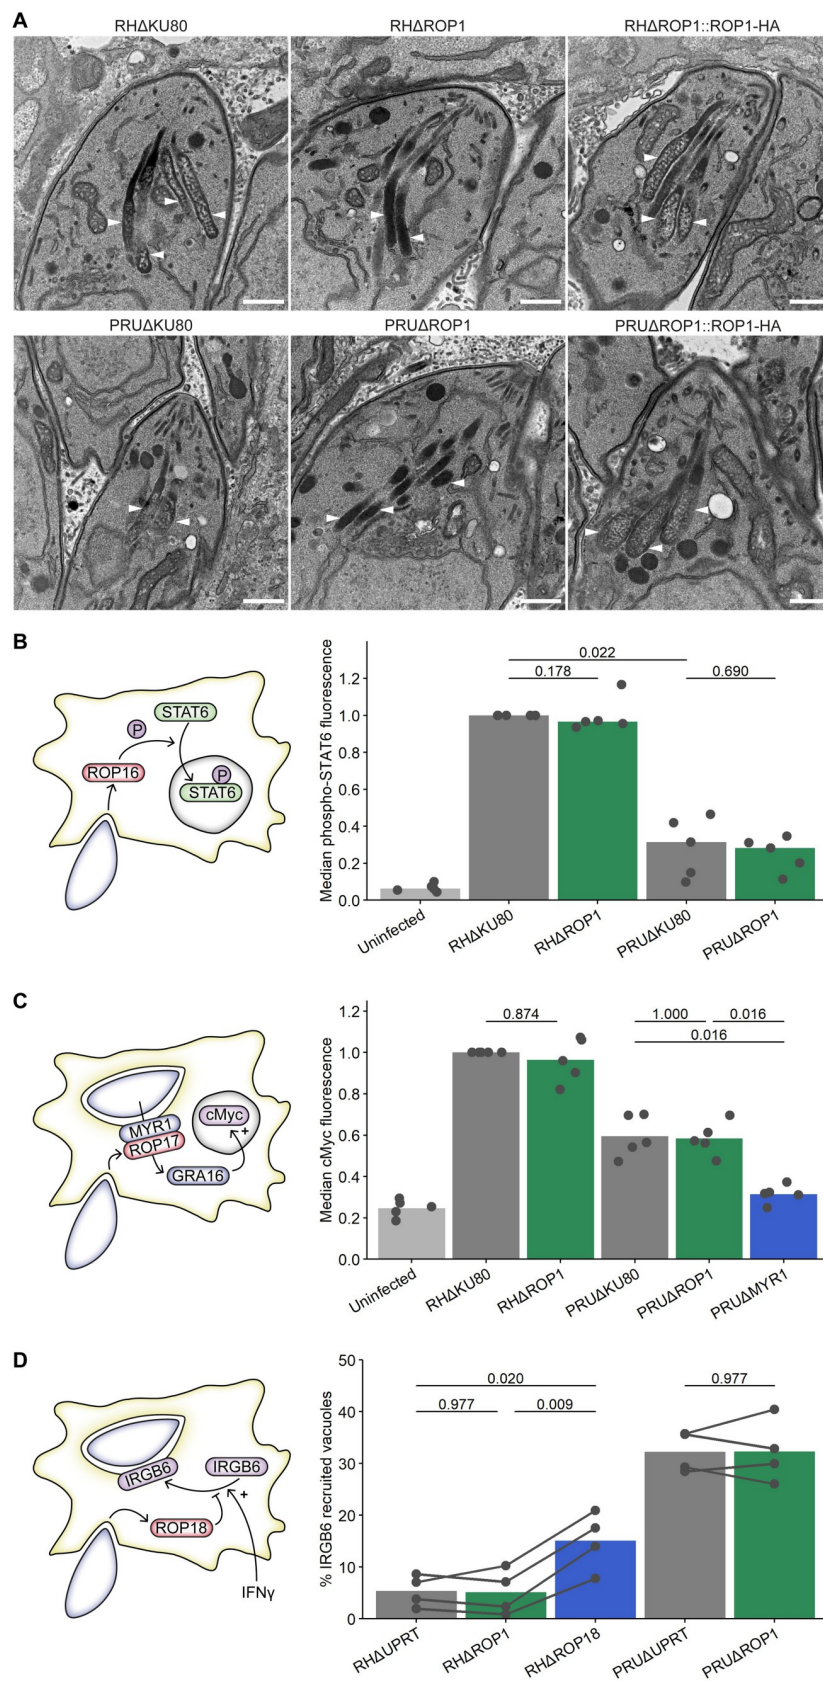 A
RHΔKU80
RHΔROP1
RHΔROP1::ROP1-HA
PRUΔKU80
PRUΔROP1
PRUΔROP1::ROP1-HA
B
STAT6
P
ROP16
P
STAT6
Median phospho-STAT6 fluorescence
1.2
1.0
0.8
0.6
0.4
0.2
0.0
0.022
0.178
0.690
Uninfected
RHΔKU80
RHΔROP1
PRUΔKU80
PRUΔROP1
C
MYR1
ROP17
cMyc
+
GRA16
Median cMyc fluorescence
1.2
1.0
0.8
0.6
0.4
0.2
0.0
0.874
1.000
0.016
0.016
Uninfected
RHΔKU80
RHΔROP1
PRUΔKU80
PRUΔROP1
PRUΔMYR1
D
IRGB6
IRGB6
+
ROP18
IFNγ
% IRGB6 recruited vacuoles
50
40
30
20
10
0
0.020
0.977
0.009
0.977
RHΔUPRT
RHΔROP1
RHΔROP18
PRUΔUPRT
PRUΔROP1